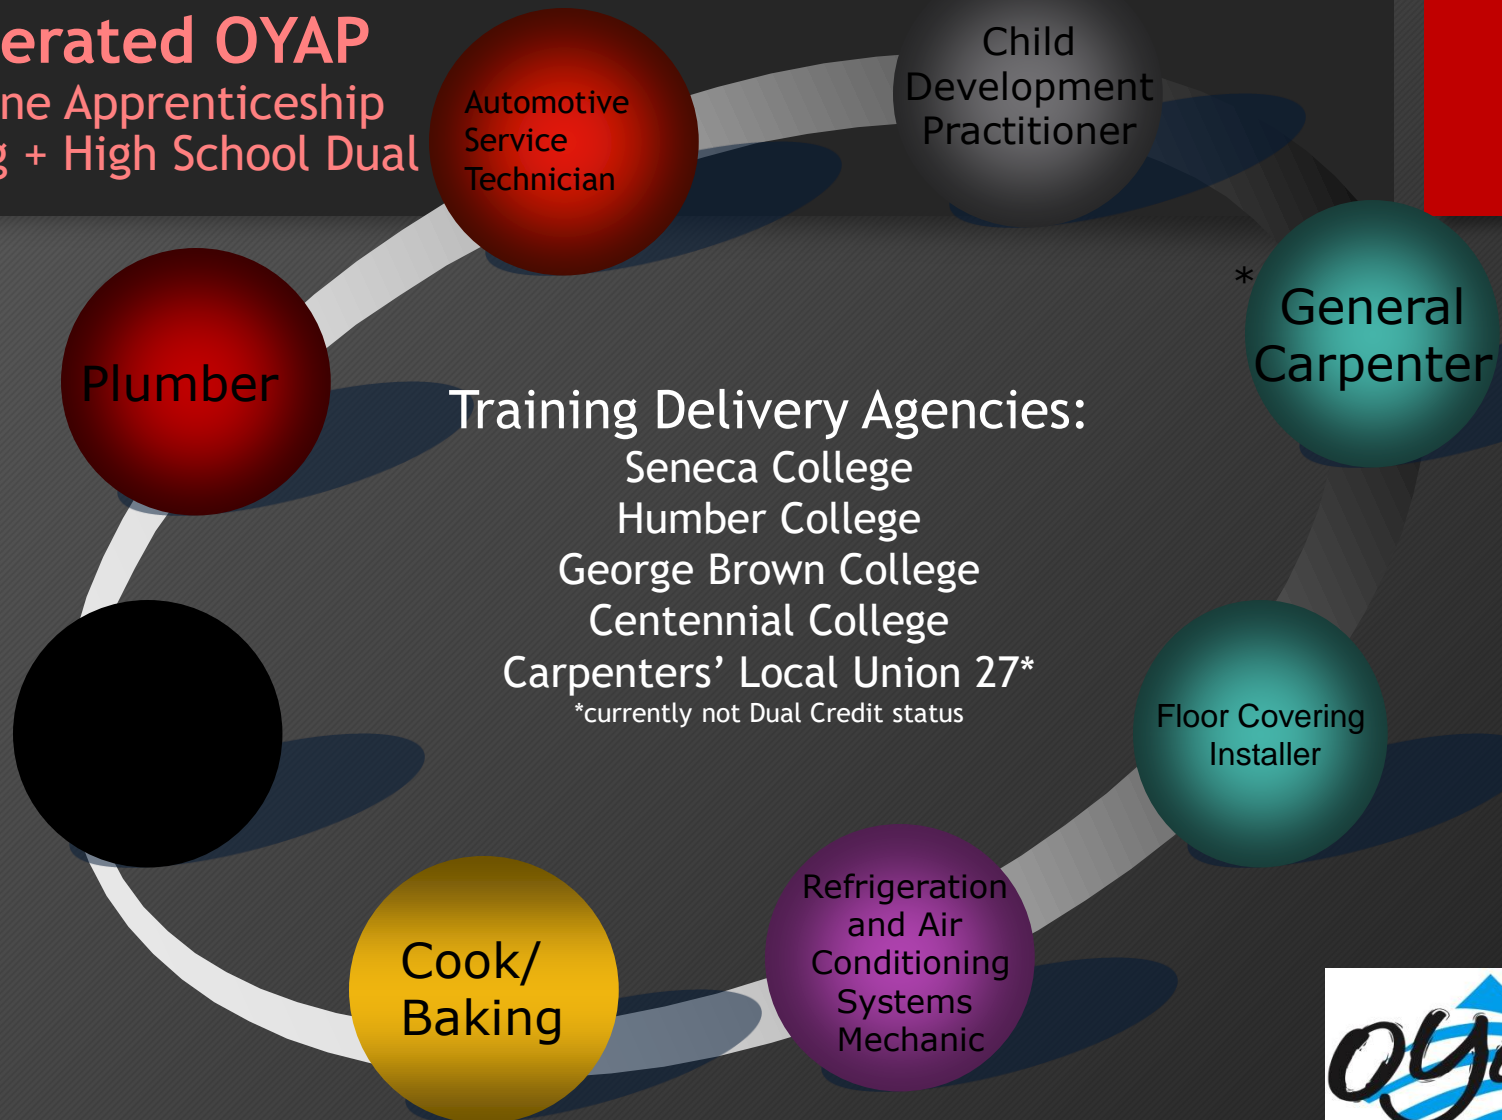 erated OYAP
ne Apprenticeship
g + High School Dual
Automotive
Service
Technician
Child
Development
Practitioner
*
General
Carpenter
Plumber
Training Delivery Agencies:
Seneca College
Humber College
George Brown College
Centennial College
Carpenters’ Local Union 27*
*currently not Dual Credit status
Floor Covering
Installer
Refrigeration
and Air
Conditioning
Systems
Mechanic
Cook/
Baking